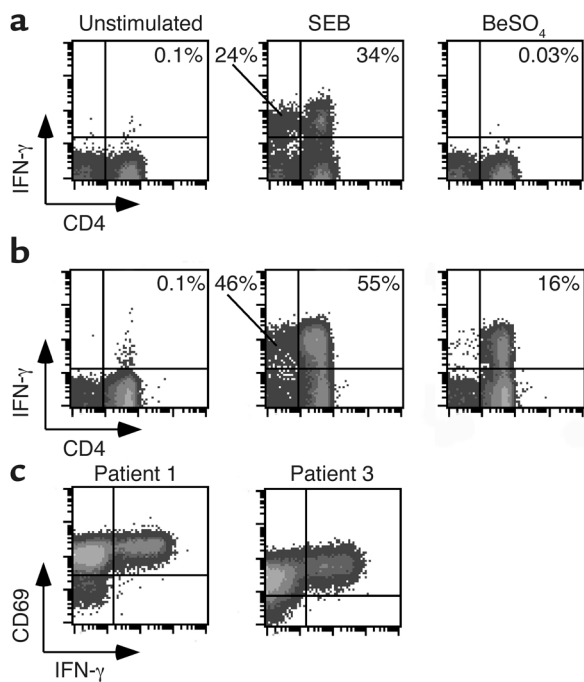 a
Unstimulated SEB BeSO4
0.1% 24% 34% 0.03%
IFN-γ
CD4
b
0.1% 46% 55% 16%
IFN-γ
CD4
c
Patient 1 Patient 3
CD69
IFN-γ